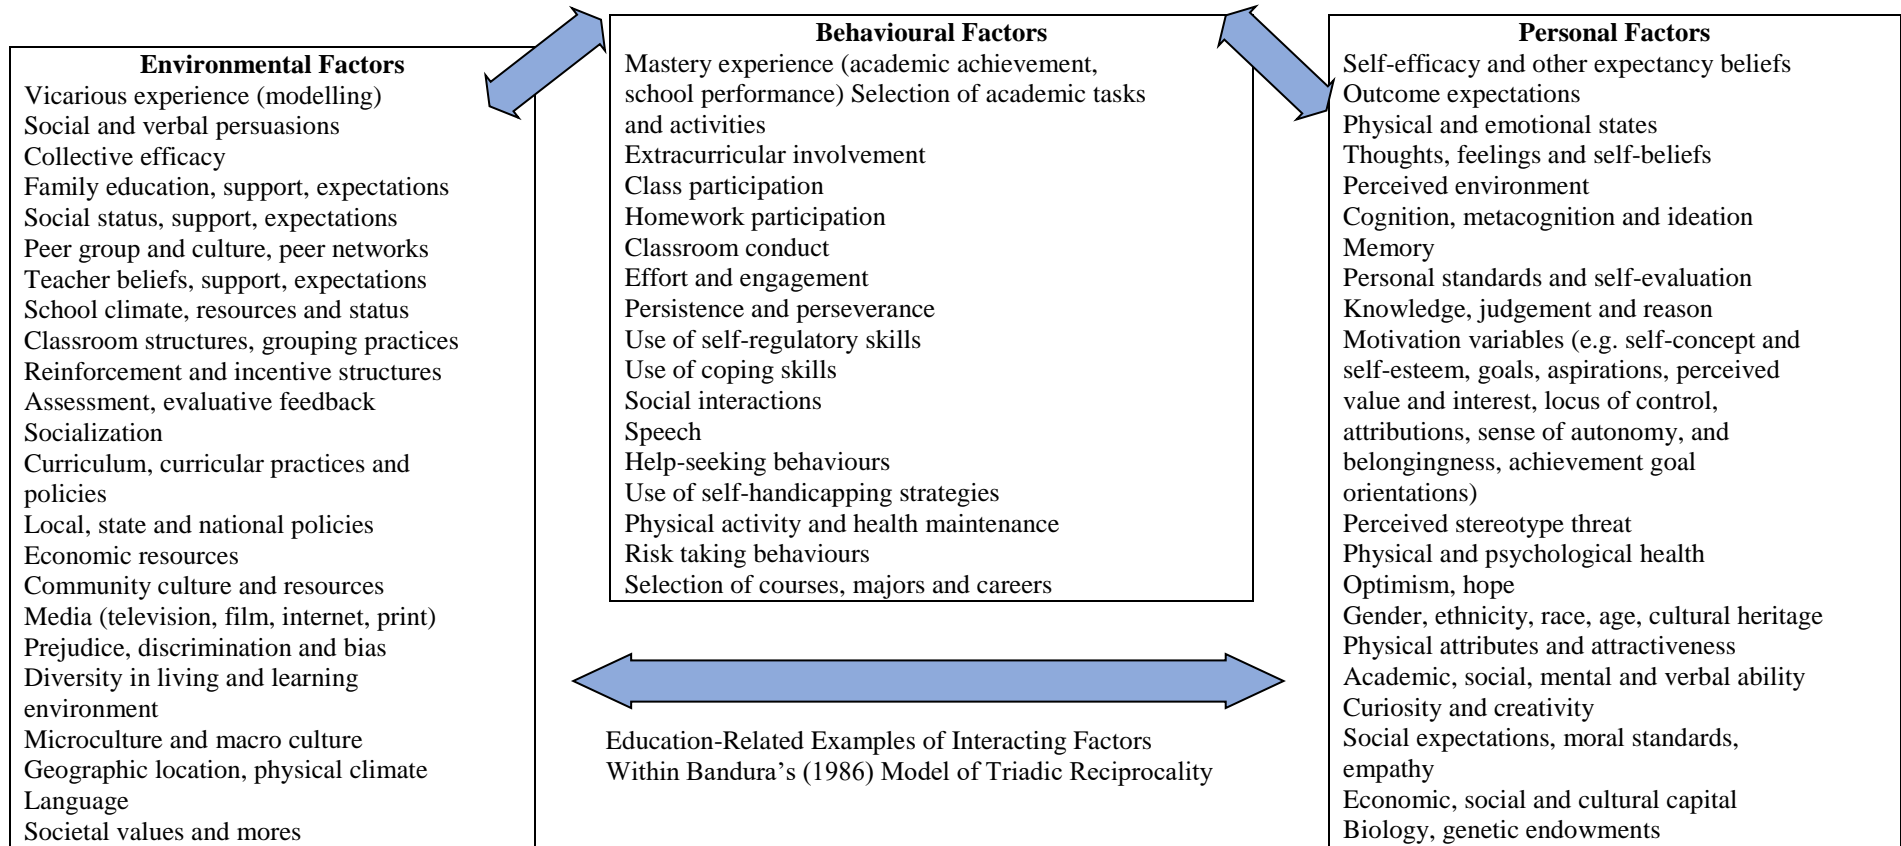 Environmental Factors
Vicarious experience (modelling)
Social and verbal persuasions
Collective efficacy
Family education, support, expectations
Social status, support, expectations
Peer group and culture, peer networks
Teacher beliefs, support, expectations
School climate, resources and status
Classroom structures, grouping practices
Reinforcement and incentive structures
Assessment, evaluative feedback
Socialization
Curriculum, curricular practices and
policies
Local, state and national policies
Economic resources
Community culture and resources
Media (television, film, internet, print)
Prejudice, discrimination and bias
Diversity in living and learning
environment
Microculture and macro culture
Geographic location, physical climate
Language
Societal values and mores
Behavioural Factors
Mastery experience (academic achievement,
school performance) Selection of academic tasks
and activities
Extracurricular involvement
Class participation
Homework participation
Classroom conduct
Effort and engagement
Persistence and perseverance
Use of self-regulatory skills
Use of coping skills
Social interactions
Speech
Help-seeking behaviours
Use of self-handicapping strategies
Physical activity and health maintenance
Risk taking behaviours
Selection of courses, majors and careers
Education-Related Examples of Interacting Factors
Within Bandura’s (1986) Model of Triadic Reciprocality
Personal Factors
Self-efficacy and other expectancy beliefs
Outcome expectations
Physical and emotional states
Thoughts, feelings and self-beliefs
Perceived environment
Cognition, metacognition and ideation
Memory
Personal standards and self-evaluation
Knowledge, judgement and reason
Motivation variables (e.g. self-concept and
self-esteem, goals, aspirations, perceived
value and interest, locus of control,
attributions, sense of autonomy, and
belongingness, achievement goal
orientations)
Perceived stereotype threat
Physical and psychological health
Optimism, hope
Gender, ethnicity, race, age, cultural heritage
Physical attributes and attractiveness
Academic, social, mental and verbal ability
Curiosity and creativity
Social expectations, moral standards,
empathy
Economic, social and cultural capital
Biology, genetic endowments